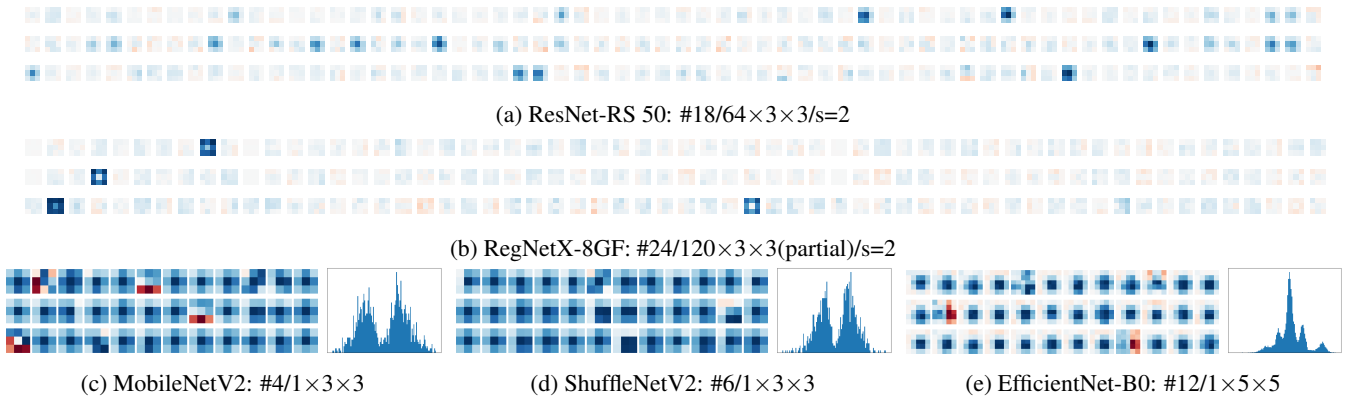 (a) ResNet-RS 50: #18/64×3×3/s=2
(b) RegNetX-8GF: #24/120×3×3(partial)/s=2
(c) MobileNetV2: #4/1×3×3
(d) ShuffleNetV2: #6/1×3×3
(e) EfficientNet-B0: #12/1×5×5